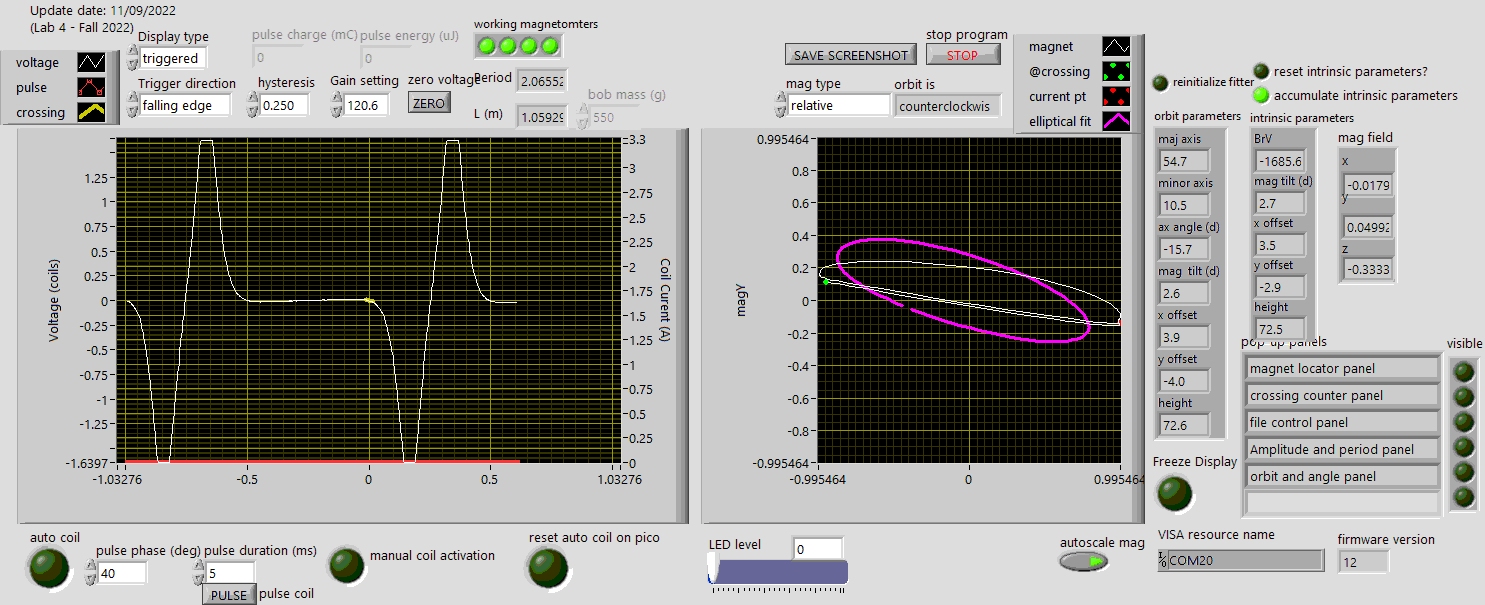 Update date: 11/09/2022
(Lab 4 - Fall 2022)
voltage
pulse
crossing
Display type
triggered
pulse charge (mC)
0
pulse energy (uJ)
0
working magnetomters
Trigger direction
falling edge
hysteresis
0.250
Gain setting
120.6
zero voltage
ZERO
Period
2.0655
L (m)
1.0592
bob mass (g)
550
SAVE SCREENSHOT
stop program
STOP
mag type
relative
orbit is
counterclockwis
magnet
@crossing
current pt
elliptical fit
reinitialize fitter
reset intrinsic parameters?
accumulate intrinsic parameters
Voltage (coils)
1.25
1
0.75
0.5
0.25
0
-0.25
-0.5
-0.75
-1
-1.25
-1.6397
-1.03276
-0.5
0
0.5
1.03276
3.3
3
2.75
2.5
2.25
2
1.75
1.5
1.25
1
0.75
0.5
0.25
0
Coil Current (A)
magy
0.995464
0.8
0.6
0.4
0.2
0
-0.2
-0.4
-0.6
-0.8
-0.995464
-0.995464
0
0.995464
orbit parameters
maj axis
54.7
minor axis
10.5
ax angle (d)
-15.7
mag tilt (d)
2.6
x offset
3.9
y offset
-4.0
height
72.6
intrinsic parameters
BrV
-1685.6
mag tilt (d)
2.7
x offset
3.5
y offset
-2.9
height
72.5
mag field
x
-0.0179
y
0.0499
z
-0.3333
pop up panels
visible
magnet locator panel
crossing counter panel
file control panel
Amplitude and period panel
orbit and angle panel
Freeze Display
auto coil
pulse phase (deg)
40
pulse duration (ms)
5
PULSE
pulse coil
manual coil activation
reset auto coil on pico
LED level
0
autoscale mag
VISA resource name
COM20
firmware version
12